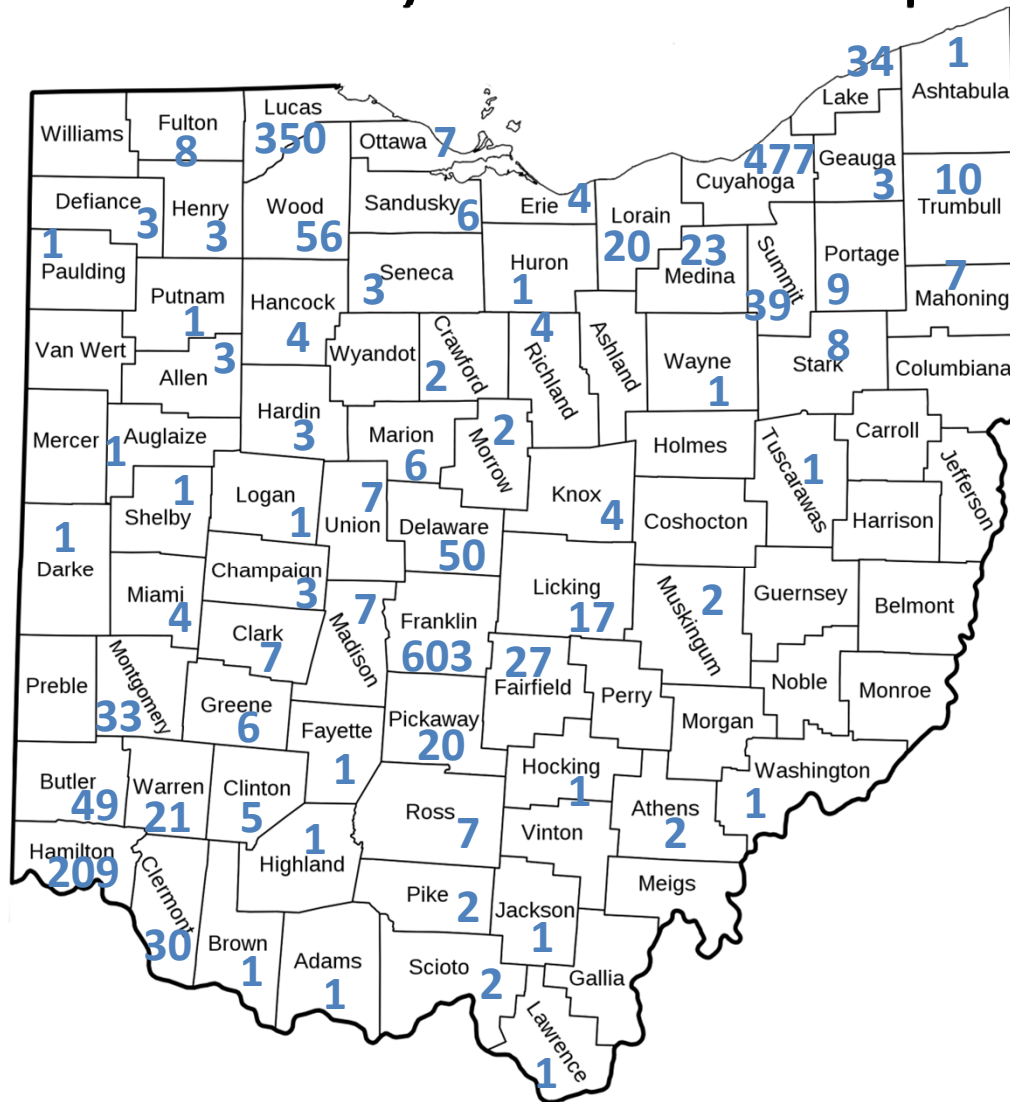 34
1
Lake
Ashtabula
Lucas
350
Williams
Fulton
8
Ottawa
7
477
Cuyahoga
Geauga
3
10
Trumbull
Defiance
3
Henry
3
Wood
56
Sandusky
6
Erie
4
Lorain
20
23
Medina
Summit
39
Portage
9
7
Mahoning
1
Paulding
Putnam
1
Hancock
4
Seneca
3
Huron
1
Van Wert
3
Allen
Wyandot
Crawford
2
4
Richland
Ashland
Wayne
1
8
Stark
Columbiana
Mercer
1
Auglaize
Hardin
3
Marion
6
2
Morrow
Holmes
Tuscarawas
1
Carroll
Jefferson
1
Shelby
Logan
1
7
Union
Delaware
50
Knox
4
Coshocton
Harrison
1
Darke
Miami
4
Champaign
3
Licking
17
Muskingum
2
Guernsey
Belmont
Clark
7
7
Madison
Franklin
603
27
Fairfield
Perry
Noble
Monroe
Preble
Montgomery
33
Greene
6
Fayette
1
Pickaway
20
Morgan
Butler
49
Warren
21
Clinton
5
Hocking
1
Athens
2
Washington
1
Hamilton
209
Clermont
30
1
Highland
Ross
7
Vinton
Meigs
Brown
1
Adams
1
Pike
2
Jackson
1
Scioto
2
Gallia
Lawrence
1